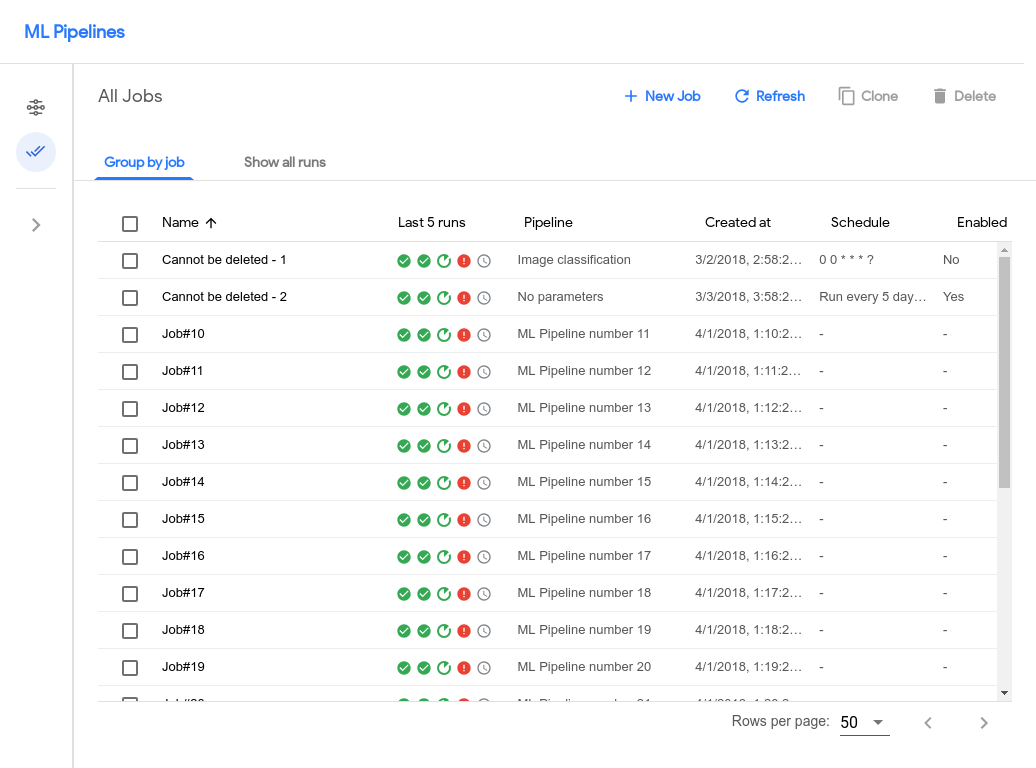 ML Pipelines
All Jobs
New Job
Refresh
Clone
Delete
Group by job
Show all runs
Name Last 5 runs Pipeline Created at Schedule Enabled
Cannot be deleted - 1 Image classification 3/2/2018, 2:58:2… 0 0 * * * ? No
Cannot be deleted - 2 No parameters 3/3/2018, 3:58:2… Run every 5 day… Yes
Job#10 ML Pipeline number 11 4/1/2018, 1:10:2… - -
Job#11 ML Pipeline number 12 4/1/2018, 1:11:2… - -
Job#12 ML Pipeline number 13 4/1/2018, 1:12:2… - -
Job#13 ML Pipeline number 14 4/1/2018, 1:13:2… - -
Job#14 ML Pipeline number 15 4/1/2018, 1:14:2… - -
Job#15 ML Pipeline number 16 4/1/2018, 1:15:2… - -
Job#16 ML Pipeline number 17 4/1/2018, 1:16:2… - -
Job#17 ML Pipeline number 18 4/1/2018, 1:17:2… - -
Job#18 ML Pipeline number 19 4/1/2018, 1:18:2… - -
Job#19 ML Pipeline number 20 4/1/2018, 1:19:2… - -
Rows per page: 50